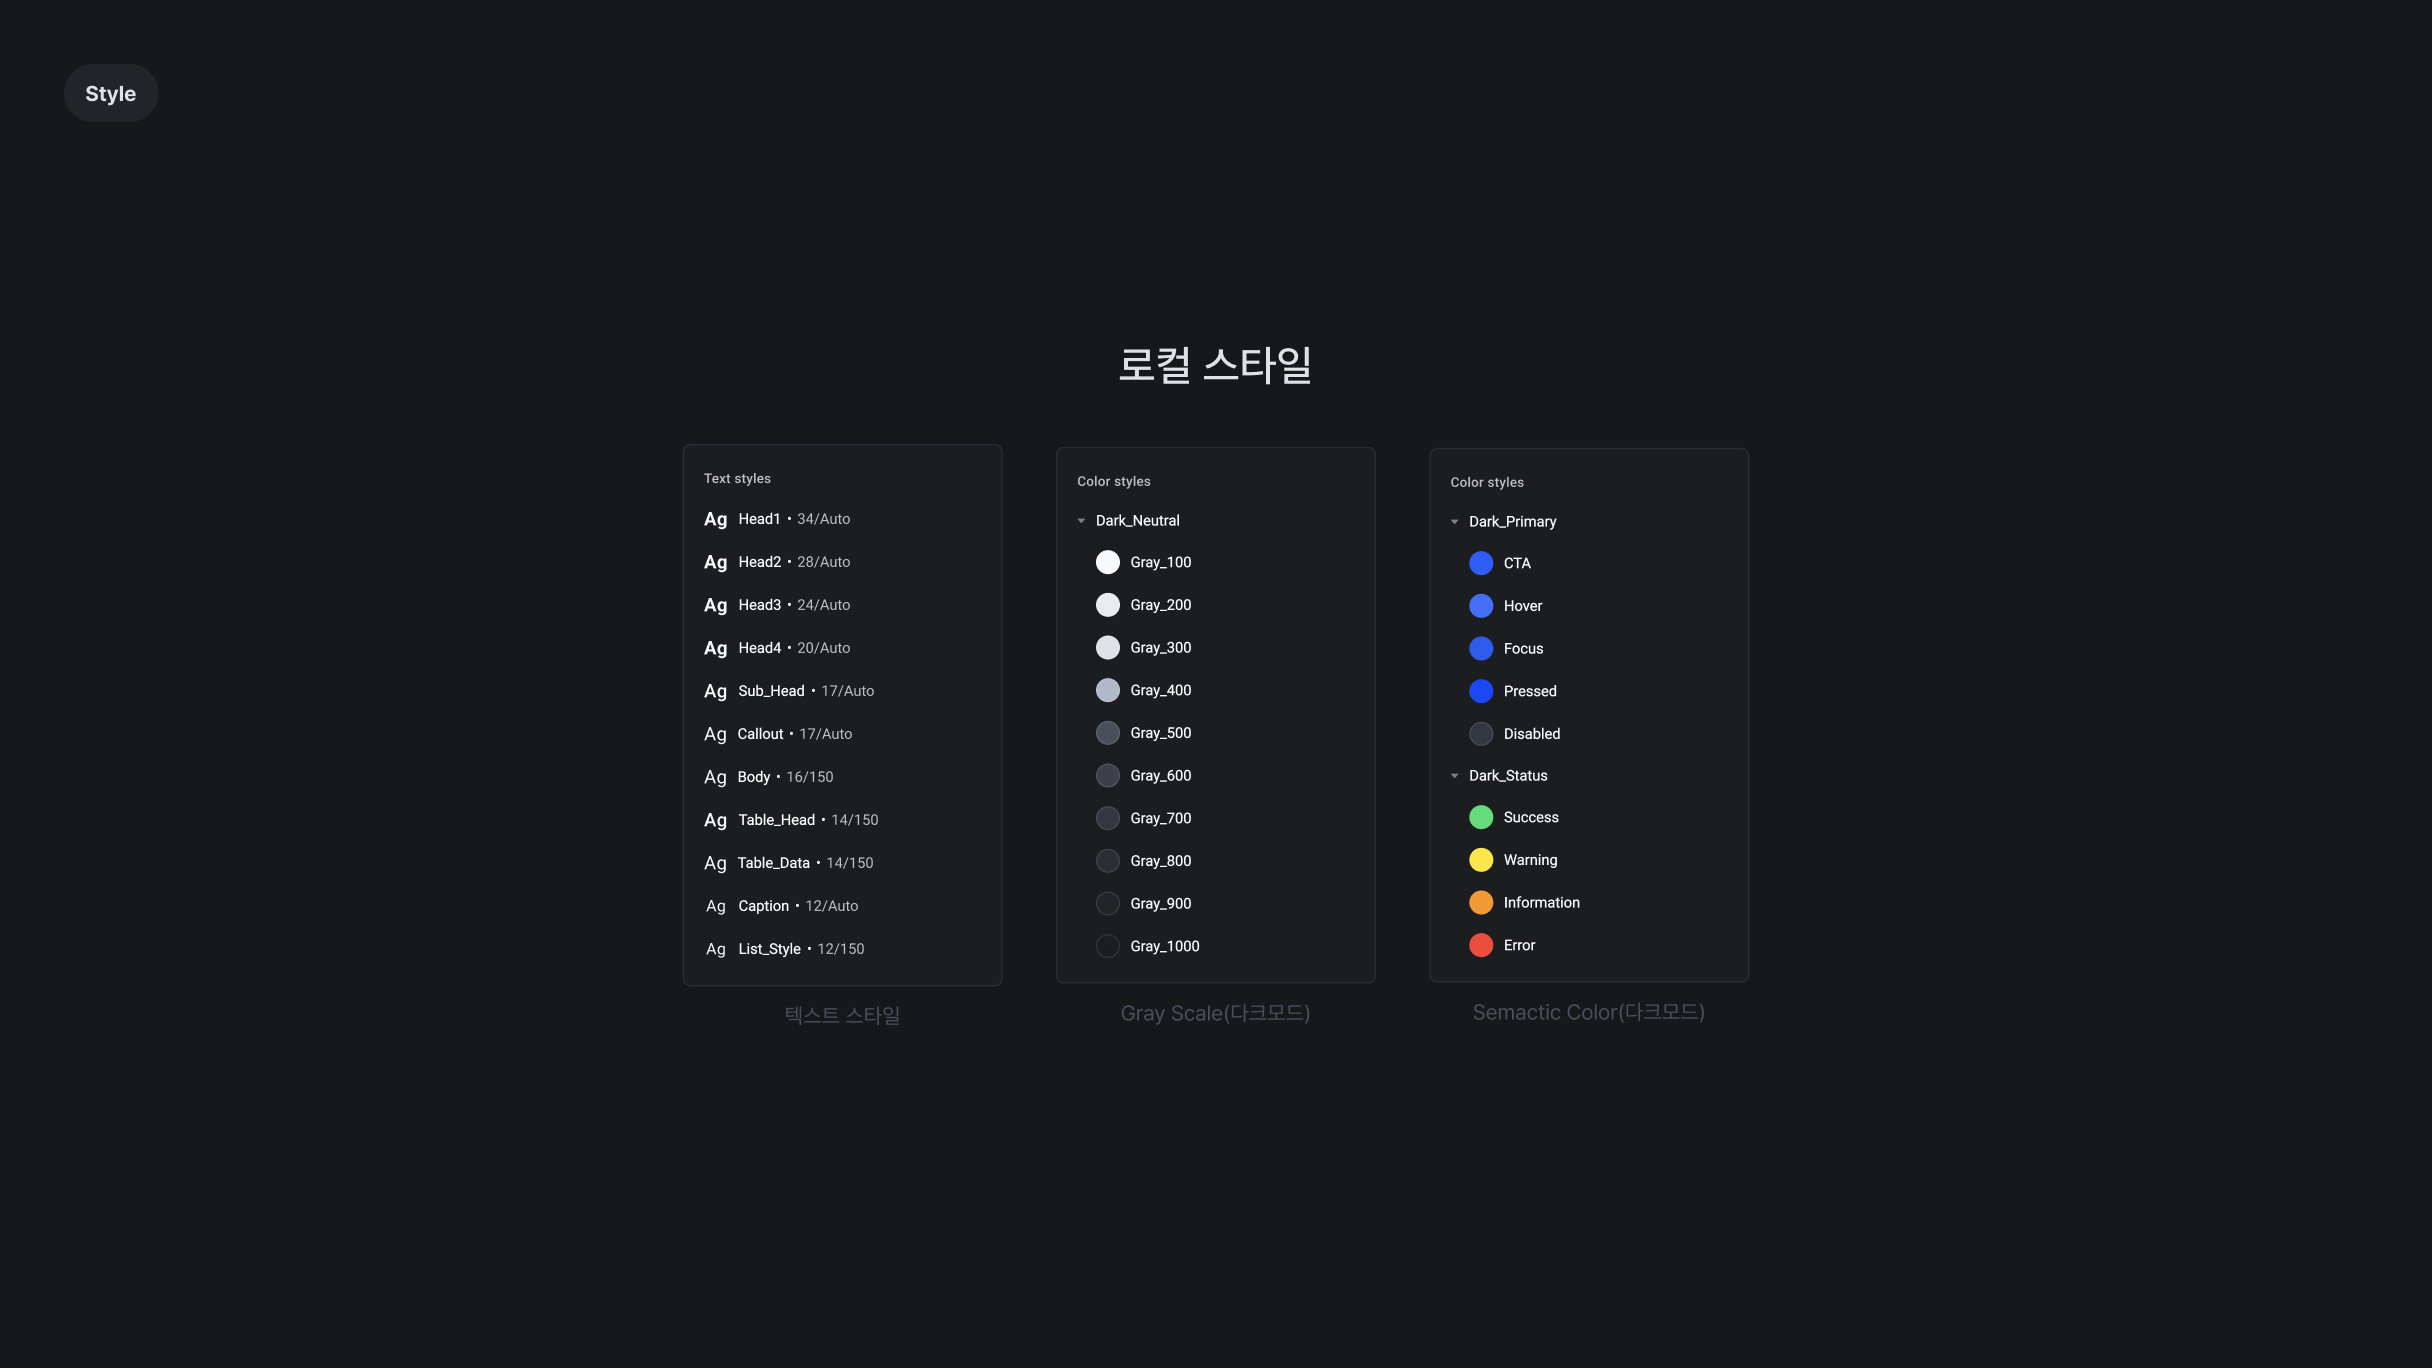 Style
로컬 스타일
Text styles
Ag Head1 • 34/Auto
Ag Head2 • 28/Auto
Ag Head3 • 24/Auto
Ag Head4 • 20/Auto
Ag Sub_Head • 17/Auto
Ag Callout • 17/Auto
Ag Body • 16/150
Ag Table_Head • 14/150
Ag Table_Data • 14/150
Ag Caption • 12/Auto
Ag List_Style • 12/150
텍스트 스타일
Color styles
Dark_Neutral
Gray_100
Gray_200
Gray_300
Gray_400
Gray_500
Gray_600
Gray_700
Gray_800
Gray_900
Gray_1000
Gray Scale(다크모드)
Color styles
Dark_Primary
CTA
Hover
Focus
Pressed
Disabled
Dark_Status
Success
Warning
Information
Error
Semactic Color(다크모드)